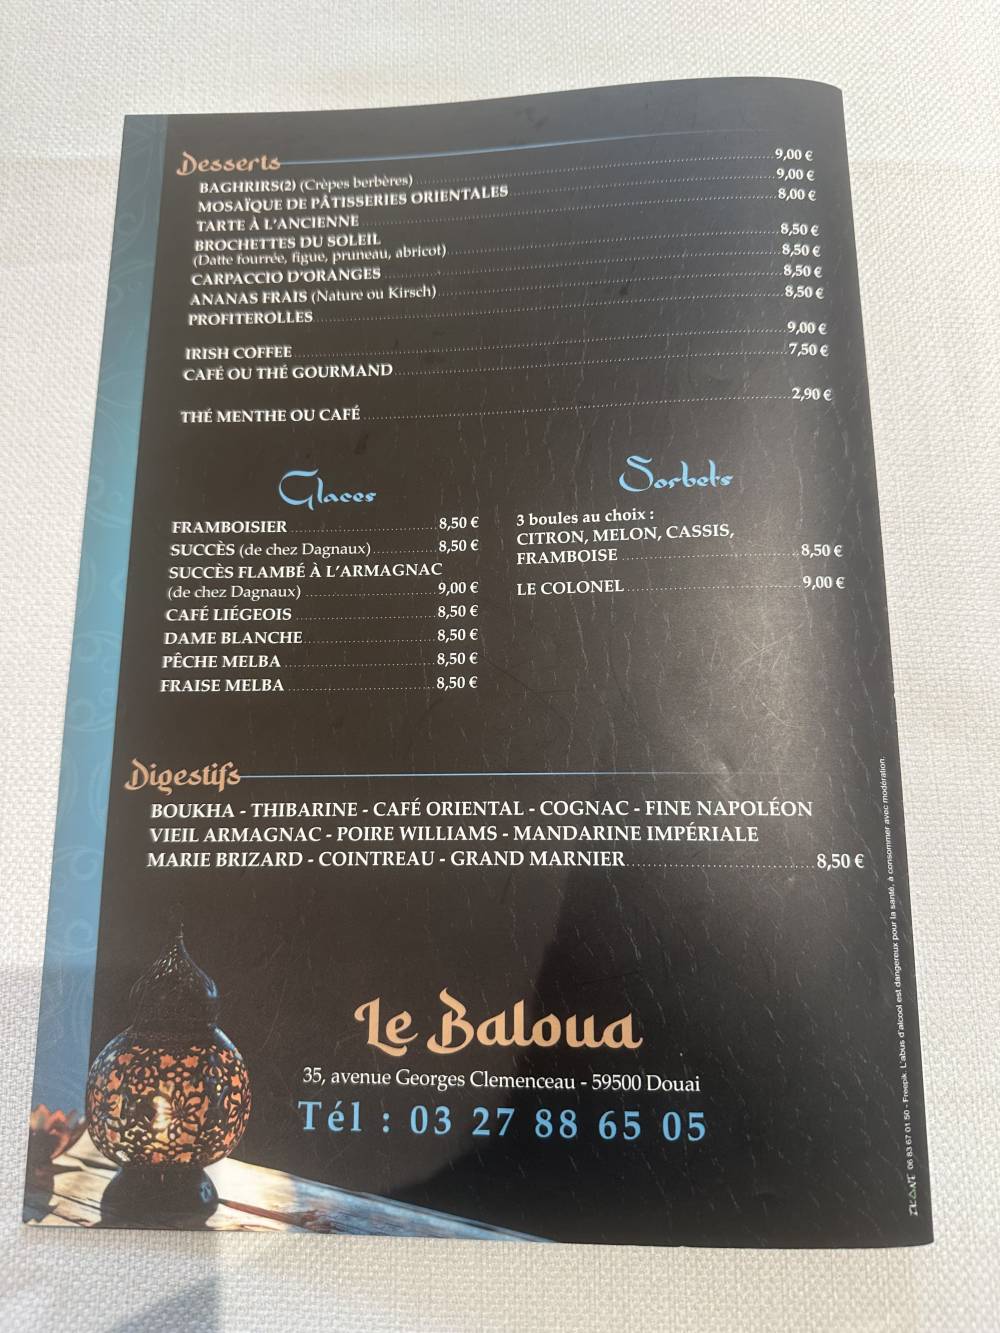 Desserts
BAGHRIRS(2) (Crèpes berbères) 9,00 €
MOSAÏQUE DE PÂTISSERIES ORIENTALES 9,00 €
TARTE À L'ANCIENNE 8,00 €
BROCHETTES DU SOLEIL
(Datte fourrée, figue, pruneau, abricot) 8,50 €
CARPACCIO D'ORANGES 8,50 €
ANANAS FRAIS (Nature ou Kirsch) 8,50 €
PROFITEROLLES 8,50 €
IRISH COFFEE 9,00 €
CAFÉ OU THÉ GOURMAND 7,50 €
THÉ MENTHE OU CAFÉ 2,90 €
Glaces
FRAMBOISIER 8,50 €
SUCCÈS (de chez Dagnaux) 8,50 €
SUCCÈS FLAMBÉ À L'ARMAGNAC
(de chez Dagnaux) 9,00 €
CAFÉ LIÉGEOIS 8,50 €
DAME BLANCHE 8,50 €
PÊCHE MELBA 8,50 €
FRAISE MELBA 8,50 €
Sorbets
3 boules au choix :
CITRON, MELON, CASSIS,
FRAMBOISE 8,50 €
LE COLONEL 9,00 €
Digestifs
BOUKHA - THIBARINE - CAFÉ ORIENTAL - COGNAC - FINE NAPOLÉON
VIEIL ARMAGNAC - POIRE WILLIAMS - MANDARINE IMPÉRIALE
MARIE BRIZARD - COINTREAU - GRAND MARNIER 8,50 €
Le Baloua
35, avenue Georges Clemenceau - 59500 Douai
Tél : 03 27 88 65 05
06 83 67 01 50 - Freepik. L'abus d'alcool est dangereux pour la santé, à consommer avec modération.